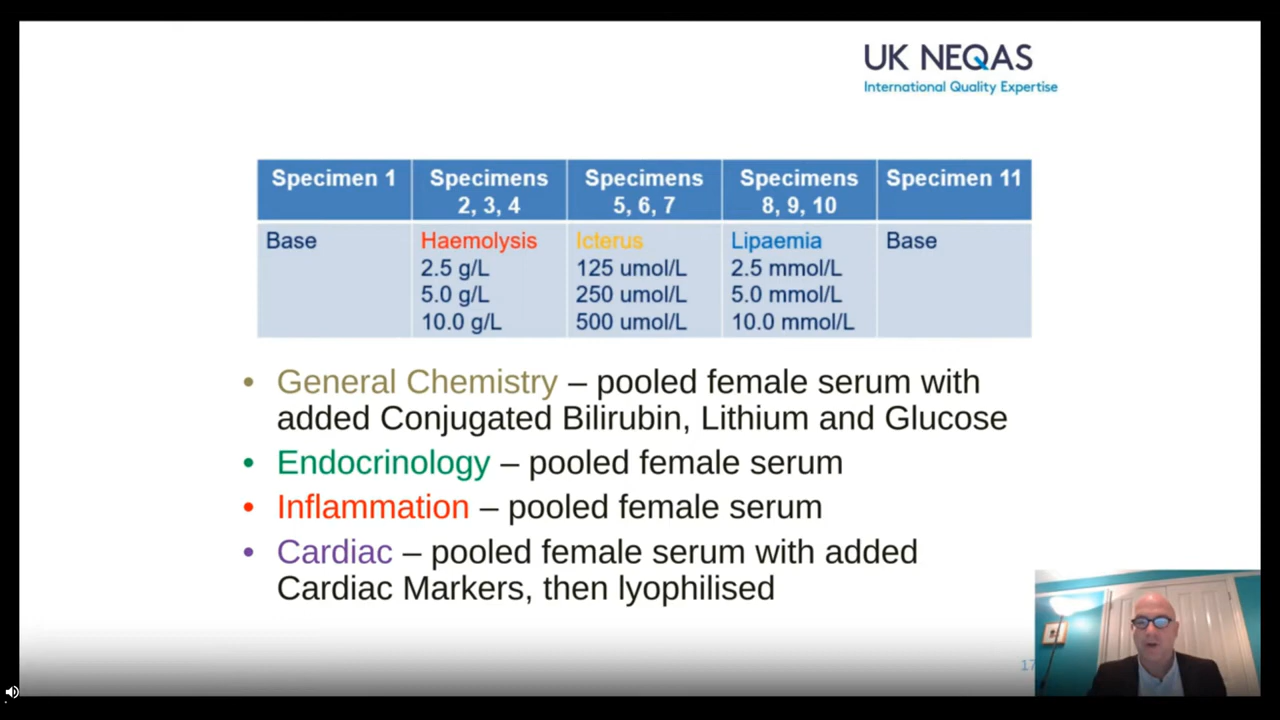 UK NEQAS
International Quality Expertise
Specimen 1
Specimens
2, 3, 4
Specimens
5, 6, 7
Specimens
8, 9, 10
Specimen 11
Base
Haemolysis
2.5 g/L
5.0 g/L
10.0 g/L
Icterus
125 umol/L
250 umol/L
500 umol/L
Lipaemia
2.5 mmol/L
5.0 mmol/L
10.0 mmol/L
Base
• General Chemistry – pooled female serum with
added Conjugated Bilirubin, Lithium and Glucose
• Endocrinology – pooled female serum
• Inflammation – pooled female serum
• Cardiac – pooled female serum with added
Cardiac Markers, then lyophilised
17